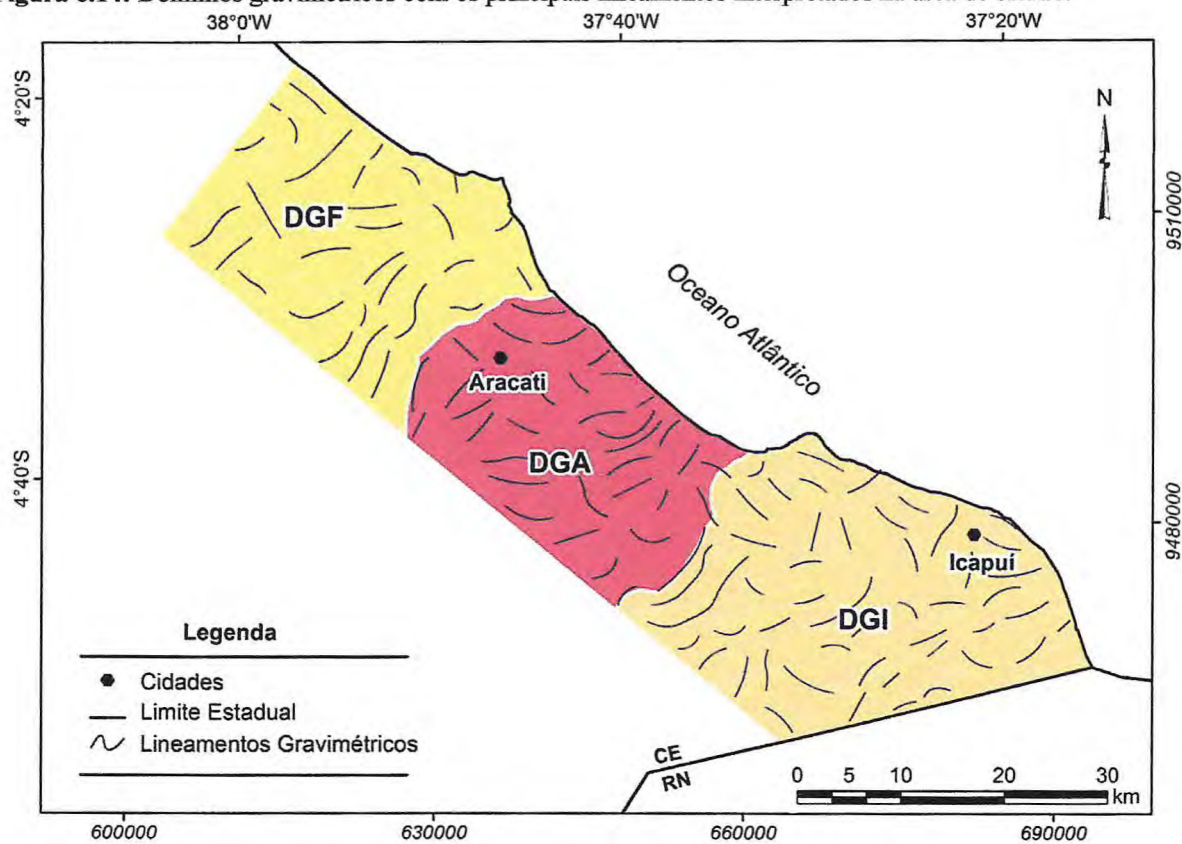 38°0'W 37°40'W 37°20'W
4°20'S
N
DGF
9510000
Oceano Atlântico
Aracati
DGA
4°40'S
9480000
Icapuí
DGI
Legenda
Cidades
Limite Estadual
Lineamentos Gravimétricos
CE
RN
0 5 10 20 30
km
600000 630000 660000 690000